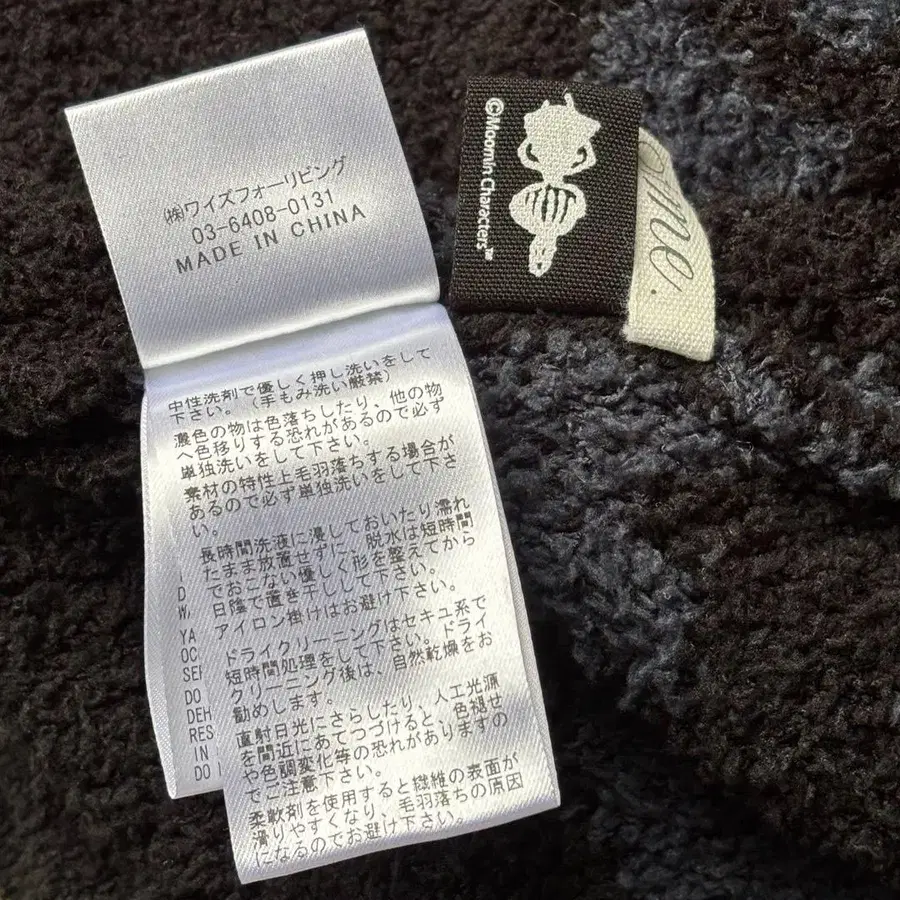 ㈱ワイズフォーリビング
03-6408-0131
MADE IN CHINA
©Moomin Characters™
me.
中性洗剤で優しく押し洗いをして
下さい。（手もみ洗い厳禁）
濃色の物は色落ちしたり、他の物
へ色移りする恐れがあるので必ず
単独洗いをして下さい。
素材の特性上毛羽落ちする場合が
あるので必ず単独洗いをして下さ
い。
長時間洗液に浸しておいたり濡れ
たまま放置せずに、脱水は短時間
でおこない優しく形を整えてから
日陰で置き干しして下さい。
アイロン掛けはお避け下さい。
ドライクリーニングはセキユ系で
短時間処理をして下さい。ドライ
クリーニング後は、自然乾燥をお
勧めします。
直射日光にさらしたり、人工光源
を間近にあてつづけると、色褪せ
や色調変化等の恐れがありますの
でご注意下さい。
柔軟剤を使用すると繊維の表面が
滑りやすくなり、毛羽落ちの原因
になるのでお避け下さい。
D
W
YA
OC
SEI
DO
DEH
RES
IN
DO